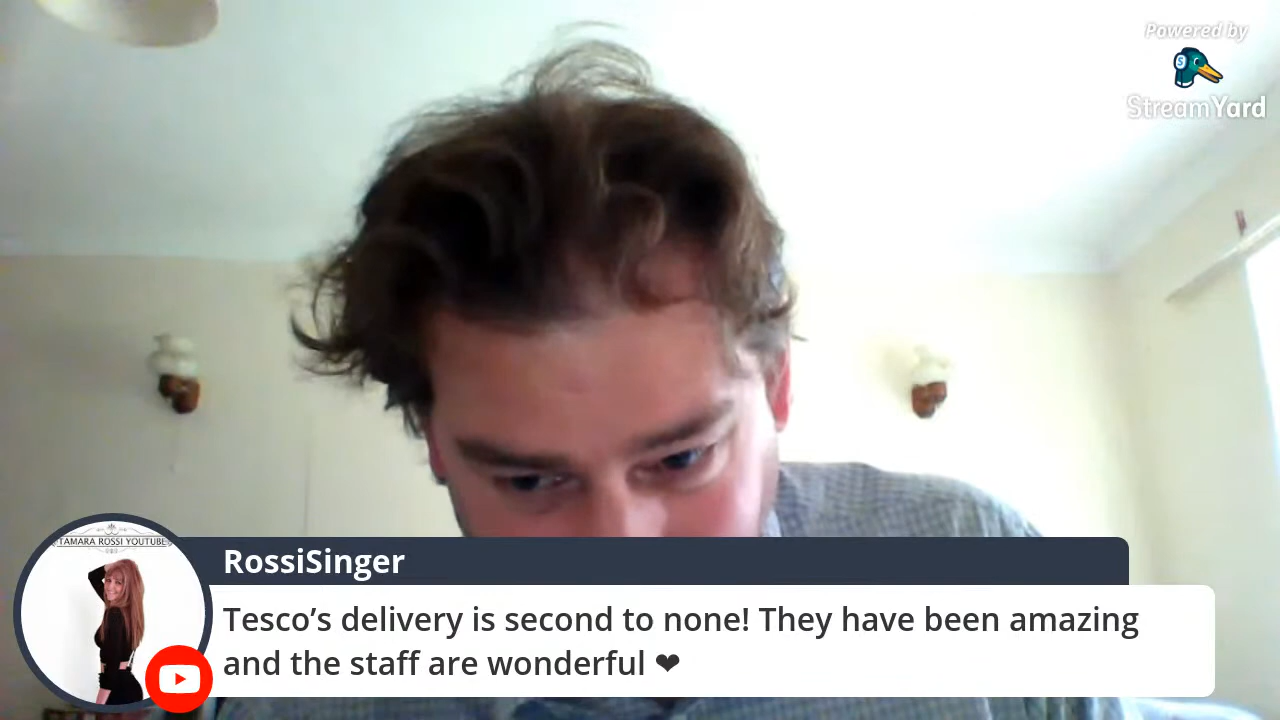 Powered by
StreamYard
TAMARA ROSSI YOUTUBE
RossiSinger
Tesco’s delivery is second to none! They have been amazing
and the staff are wonderful ❤